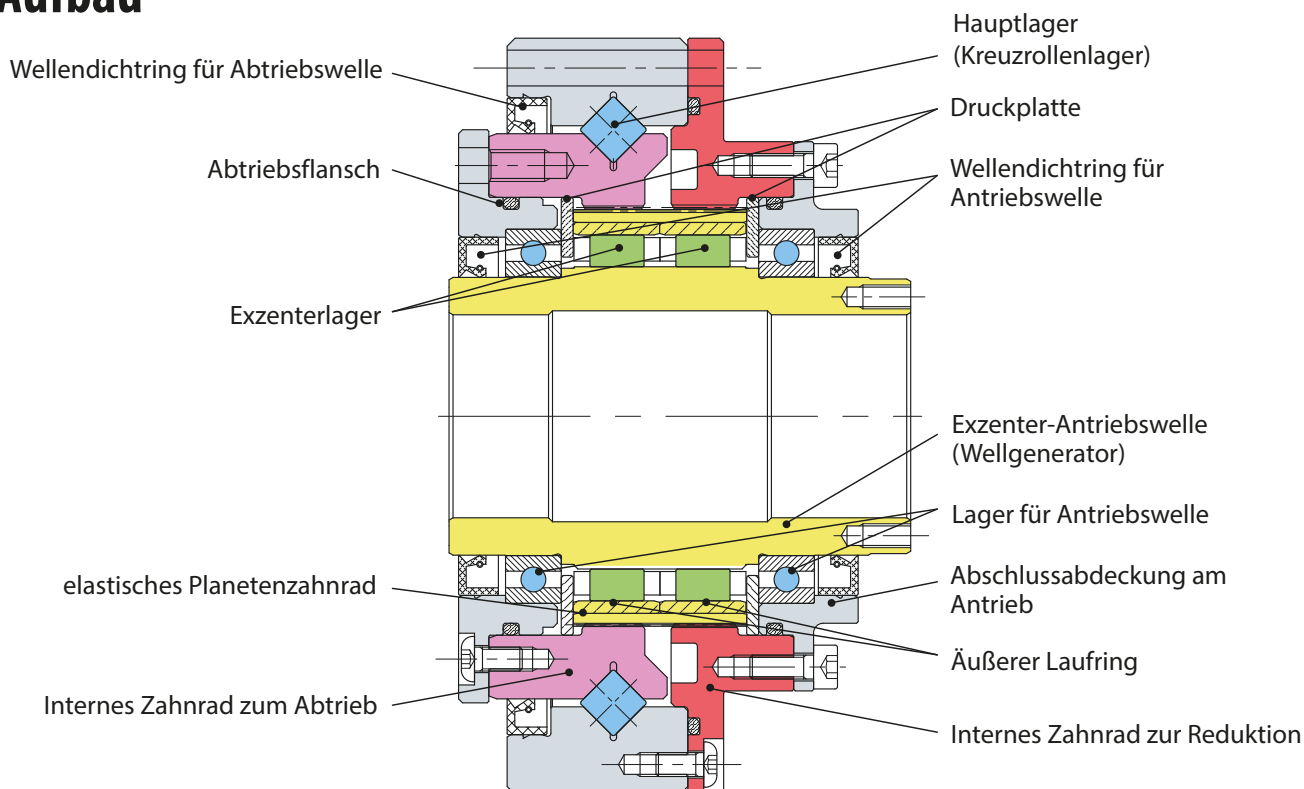 Aufbau
Wellendichtring für Abtriebswelle
Abtriebsflansch
Exzenterlager
elastisches Planetenzahnrad
Internes Zahnrad zum Abtrieb
Hauptlager
(Kreuzrollenlager)
Druckplatte
Wellendichtring für
Antriebswelle
Exzenter-Antriebswelle
(Wellgenerator)
Lager für Antriebswelle
Abschlussabdeckung am
Antrieb
Äußerer Laufring
Internes Zahnrad zur Reduktion